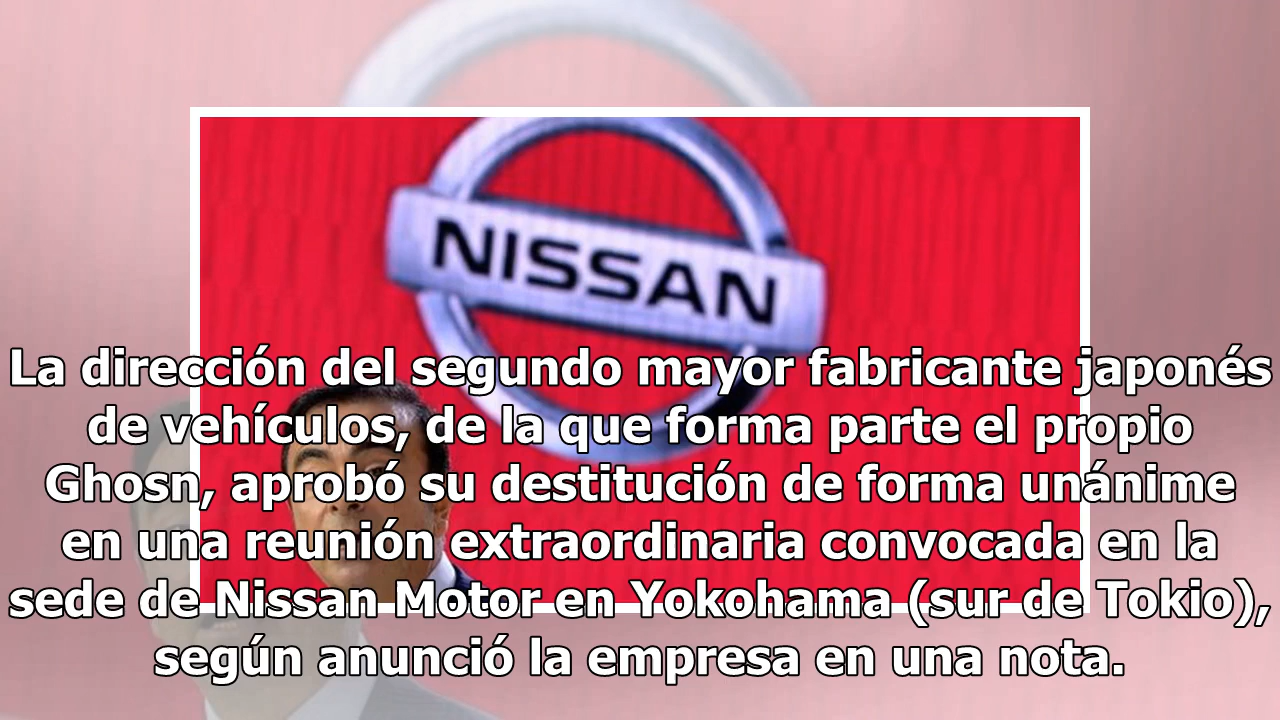 NISSAN
La dirección del segundo mayor fabricante japonés
de vehículos, de la que forma parte el propio
Ghosn, aprobó su destitución de forma unánime
en una reunión extraordinaria convocada en la
sede de Nissan Motor en Yokohama (sur de Tokio),
según anunció la empresa en una nota.